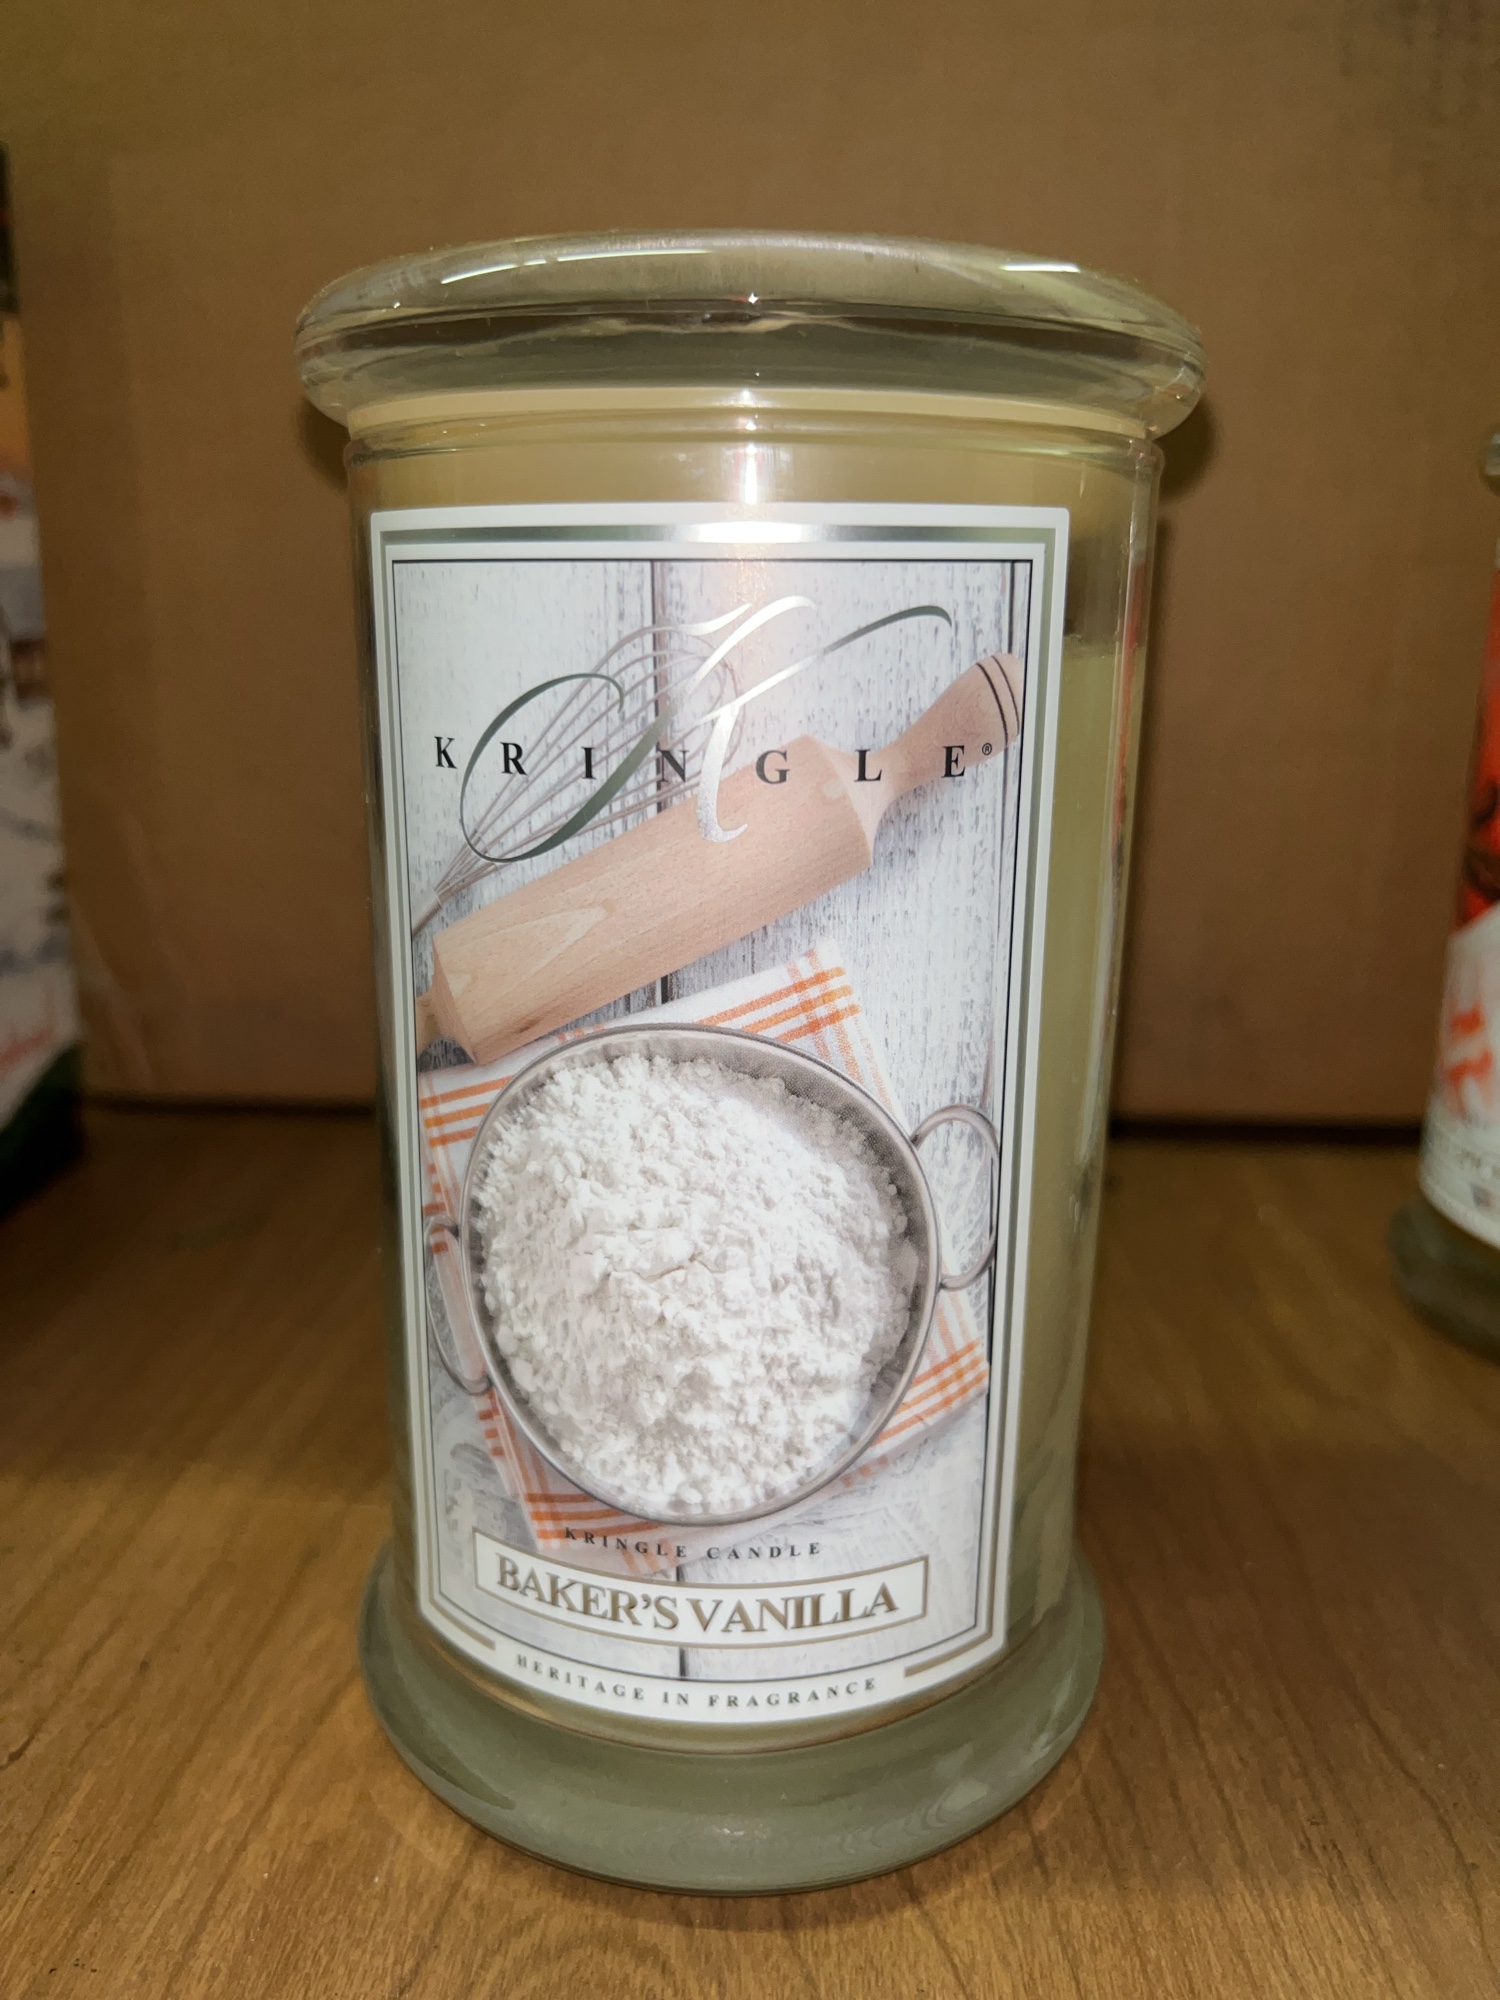 KRINGLE®
KRINGLE CANDLE
BAKER'S VANILLA
HERITAGE IN FRAGRANCE